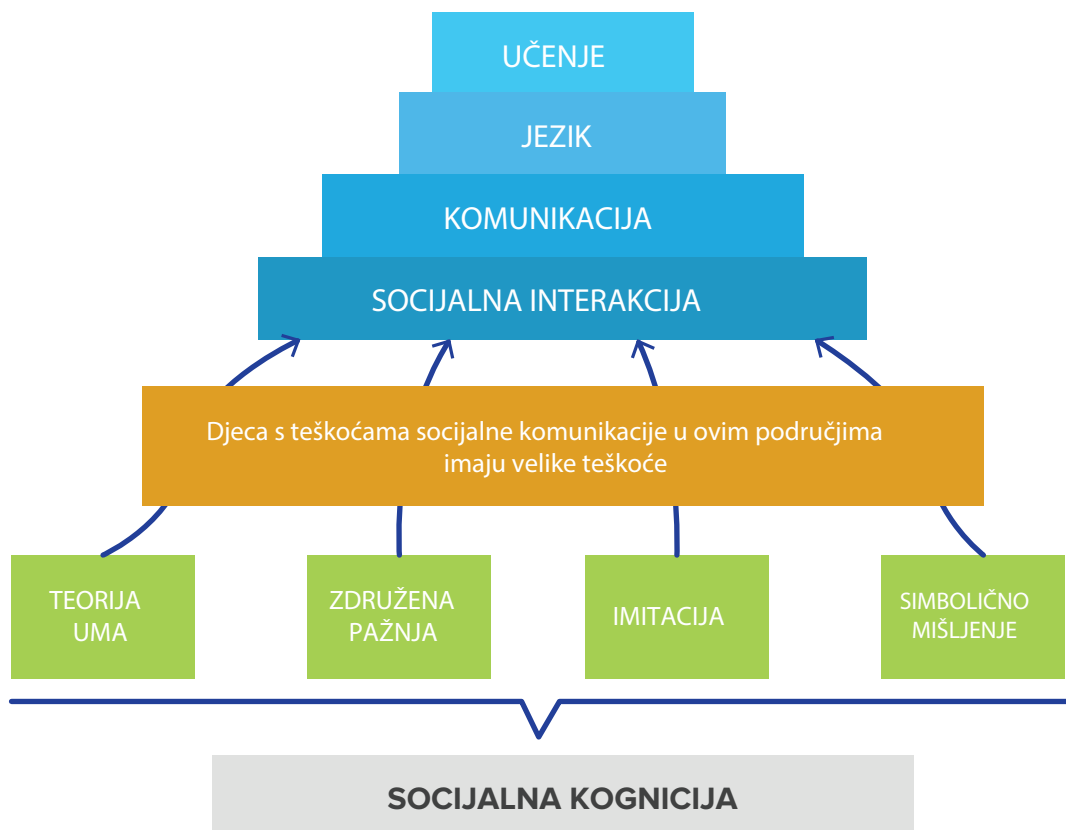 UČENJE
JEZIK
KOMUNIKACIJA
SOCIJALNA INTERAKCIJA
Djeca s teškoćama socijalne komunikacije u ovim područjima
imaju velike teškoće
TEORIJA
UMA
ZDRUŽENA
PAŽNJA
IMITACIJA
SIMBOLIČNO
MIŠLJENJE
SOCIJALNA KOGNICIJA